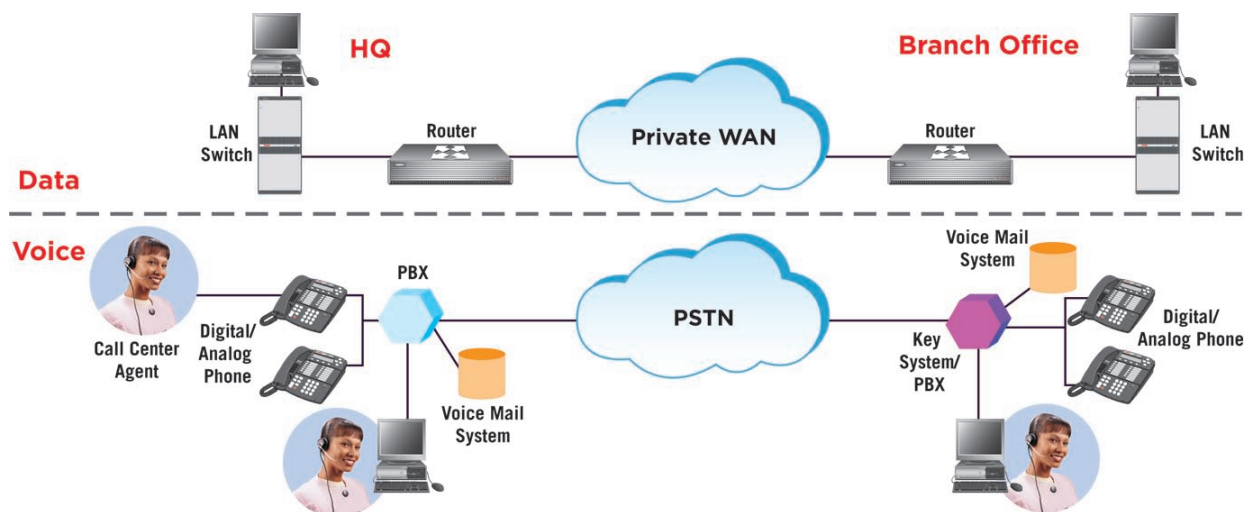 HQ
Branch Office
LAN
Switch
Router
Private WAN
Router
LAN
Switch
Data
Voice
Call Center
Agent
Digital/
Analog
Phone
PBX
Voice Mail
System
PSTN
Voice Mail
System
Key
System/
PBX
Digital/
Analog Phone